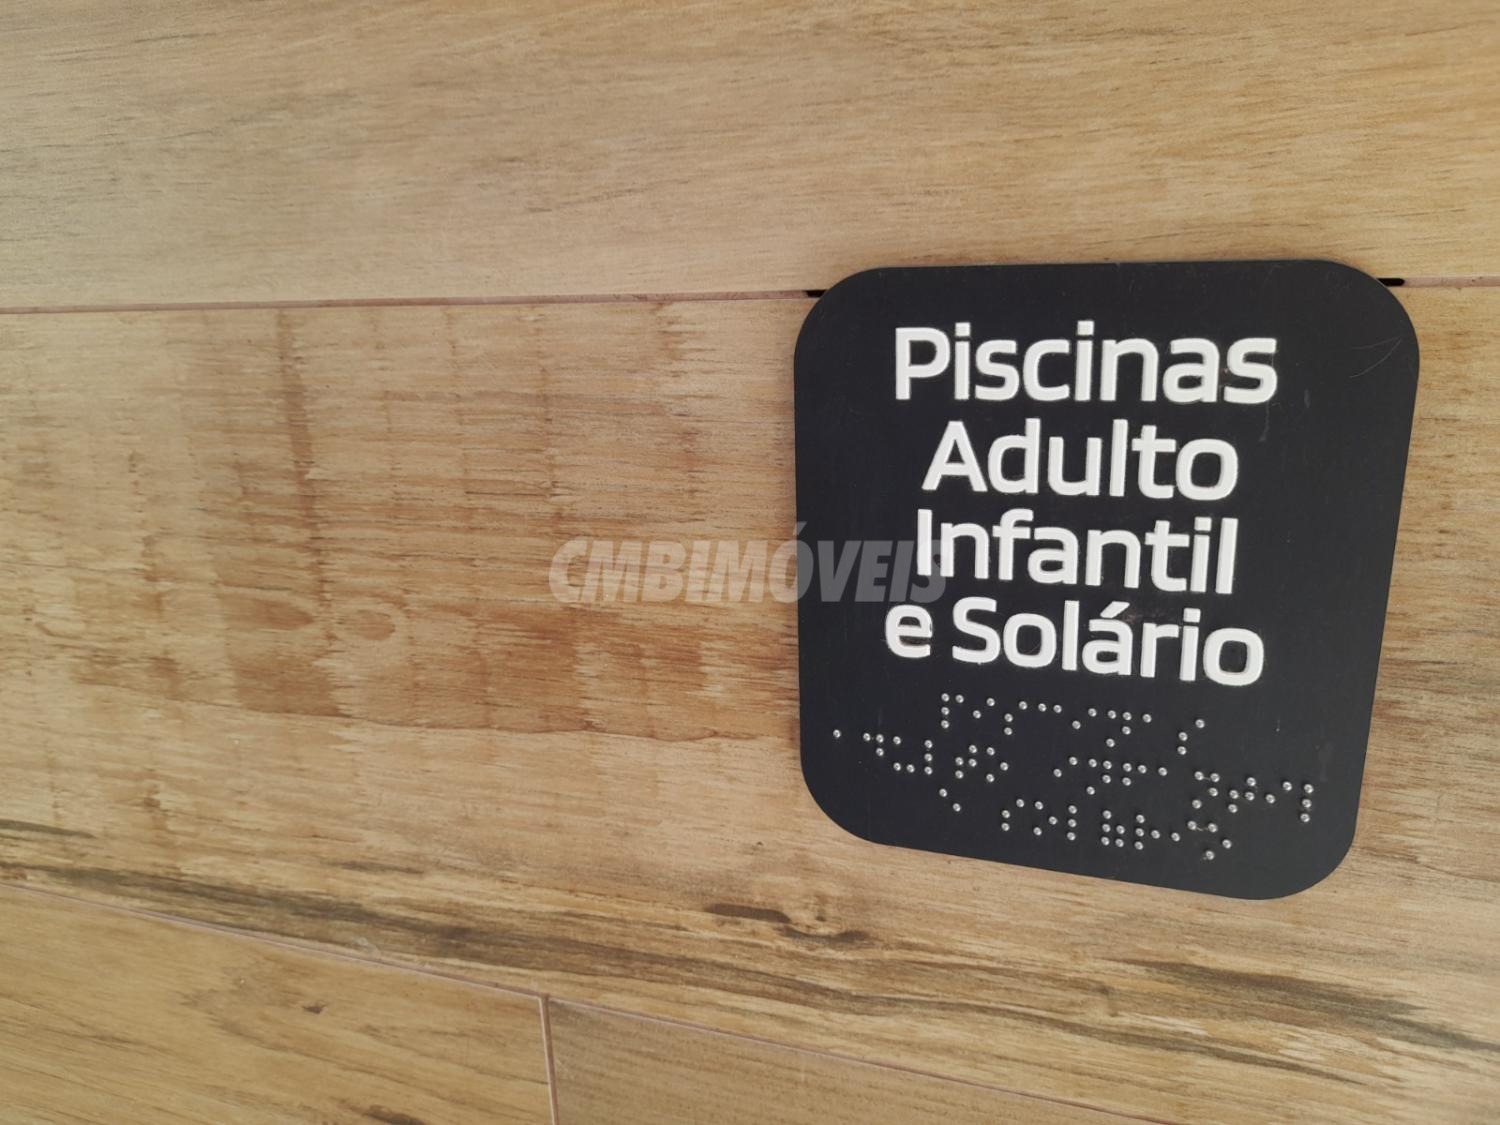 Piscinas
Adulto
Infantil
e Solário
CMBIMÓVEIS